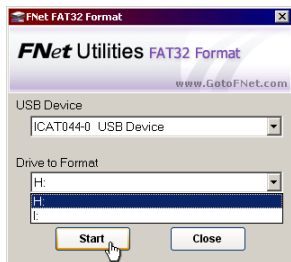 FNet FAT32 Format
FNet Utilities FAT32 Format
www.GotoFNet.com
USB Device
ICAT044-0 USB Device
Drive to Format
H:
H:
I:
Start
Close